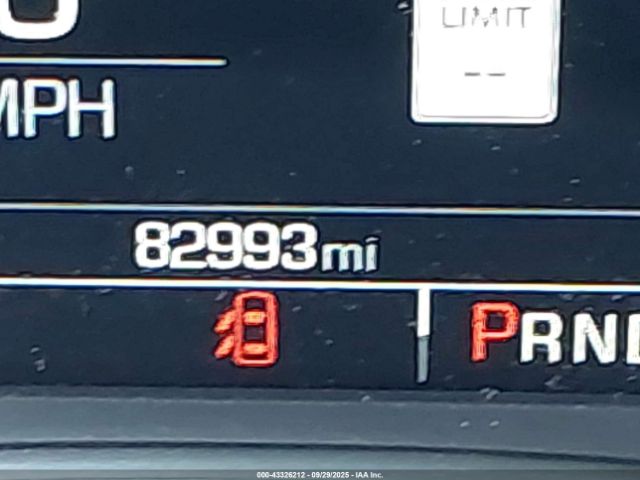 LIMIT
--
MPH
82993mi
PRND
000-43326212 - 09/29/2025 - IAA Inc.